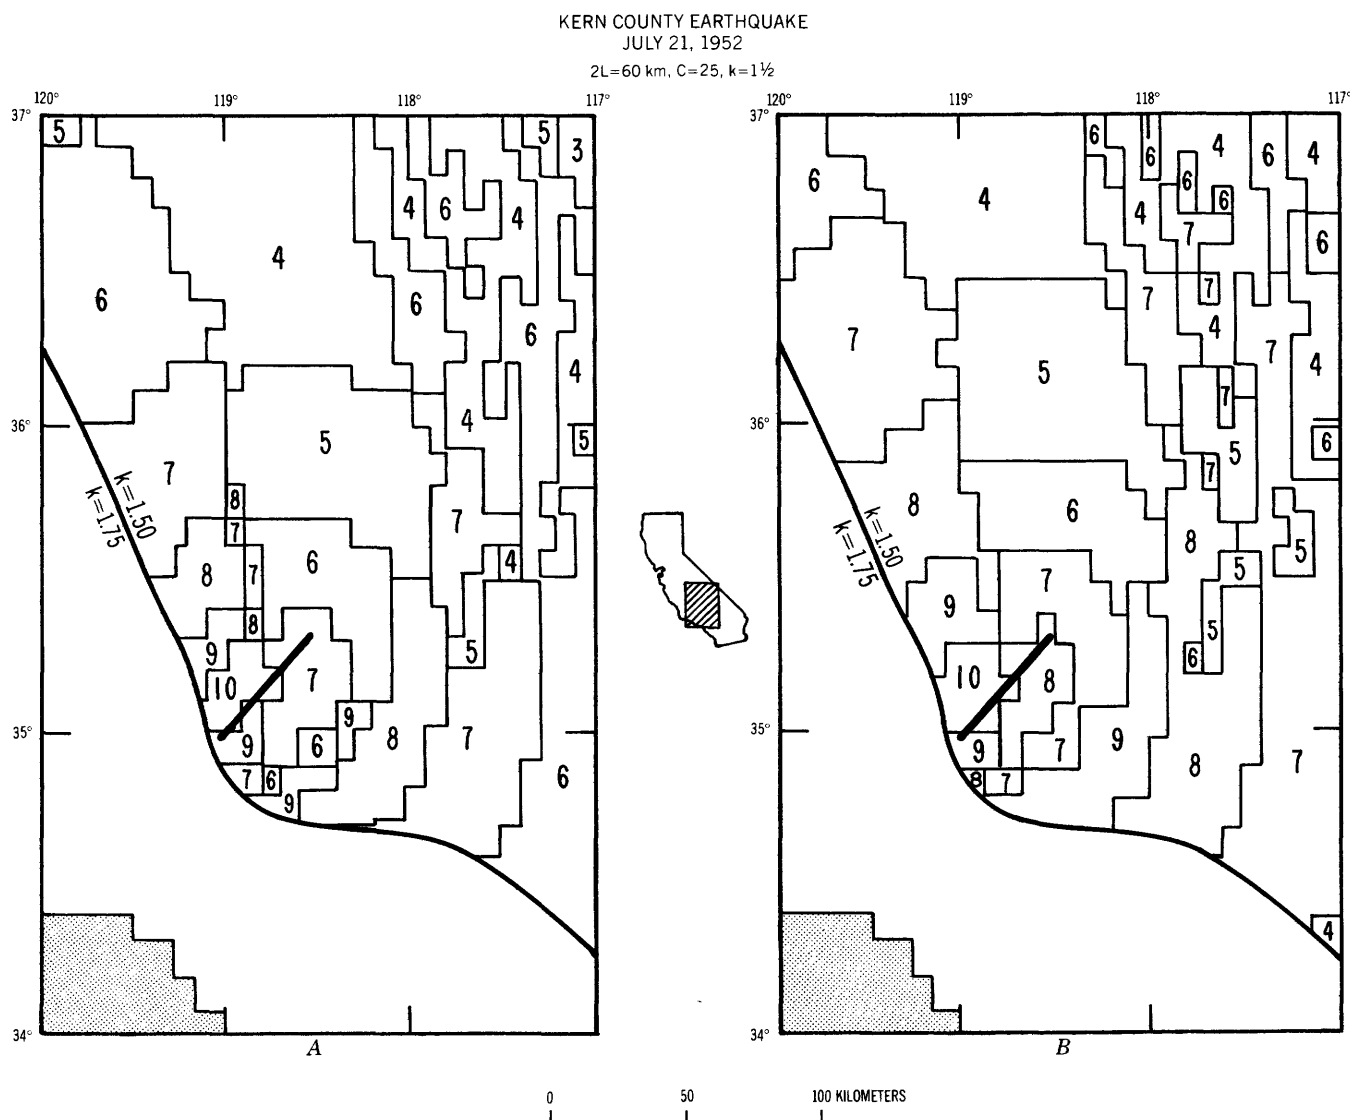 KERN COUNTY EARTHQUAKE
JULY 21, 1952
2L=60 km, C=25, k=1½
120° 119° 118° 117° 120° 119° 118° 117°
37° 37°
5 5 3 6 6 4 6 4
4 6 4 6 4 6 6 4 7 6
4 6 6 6 7 7 4
4 7 5 7 4
36° 4 5 5 36° 7 5 6
k=1.50 k=1.75 7 8 7 7 k=1.50 k=1.75 8 6 7 8
8 7 6 4 7 5 5
9 8 5 9 5 6
10 7 9 10 8
35° 9 6 8 7 35° 9 7 9 8 7
7 6 9 6 8 7
4
34° 34°
A B
0 50 100 KILOMETERS